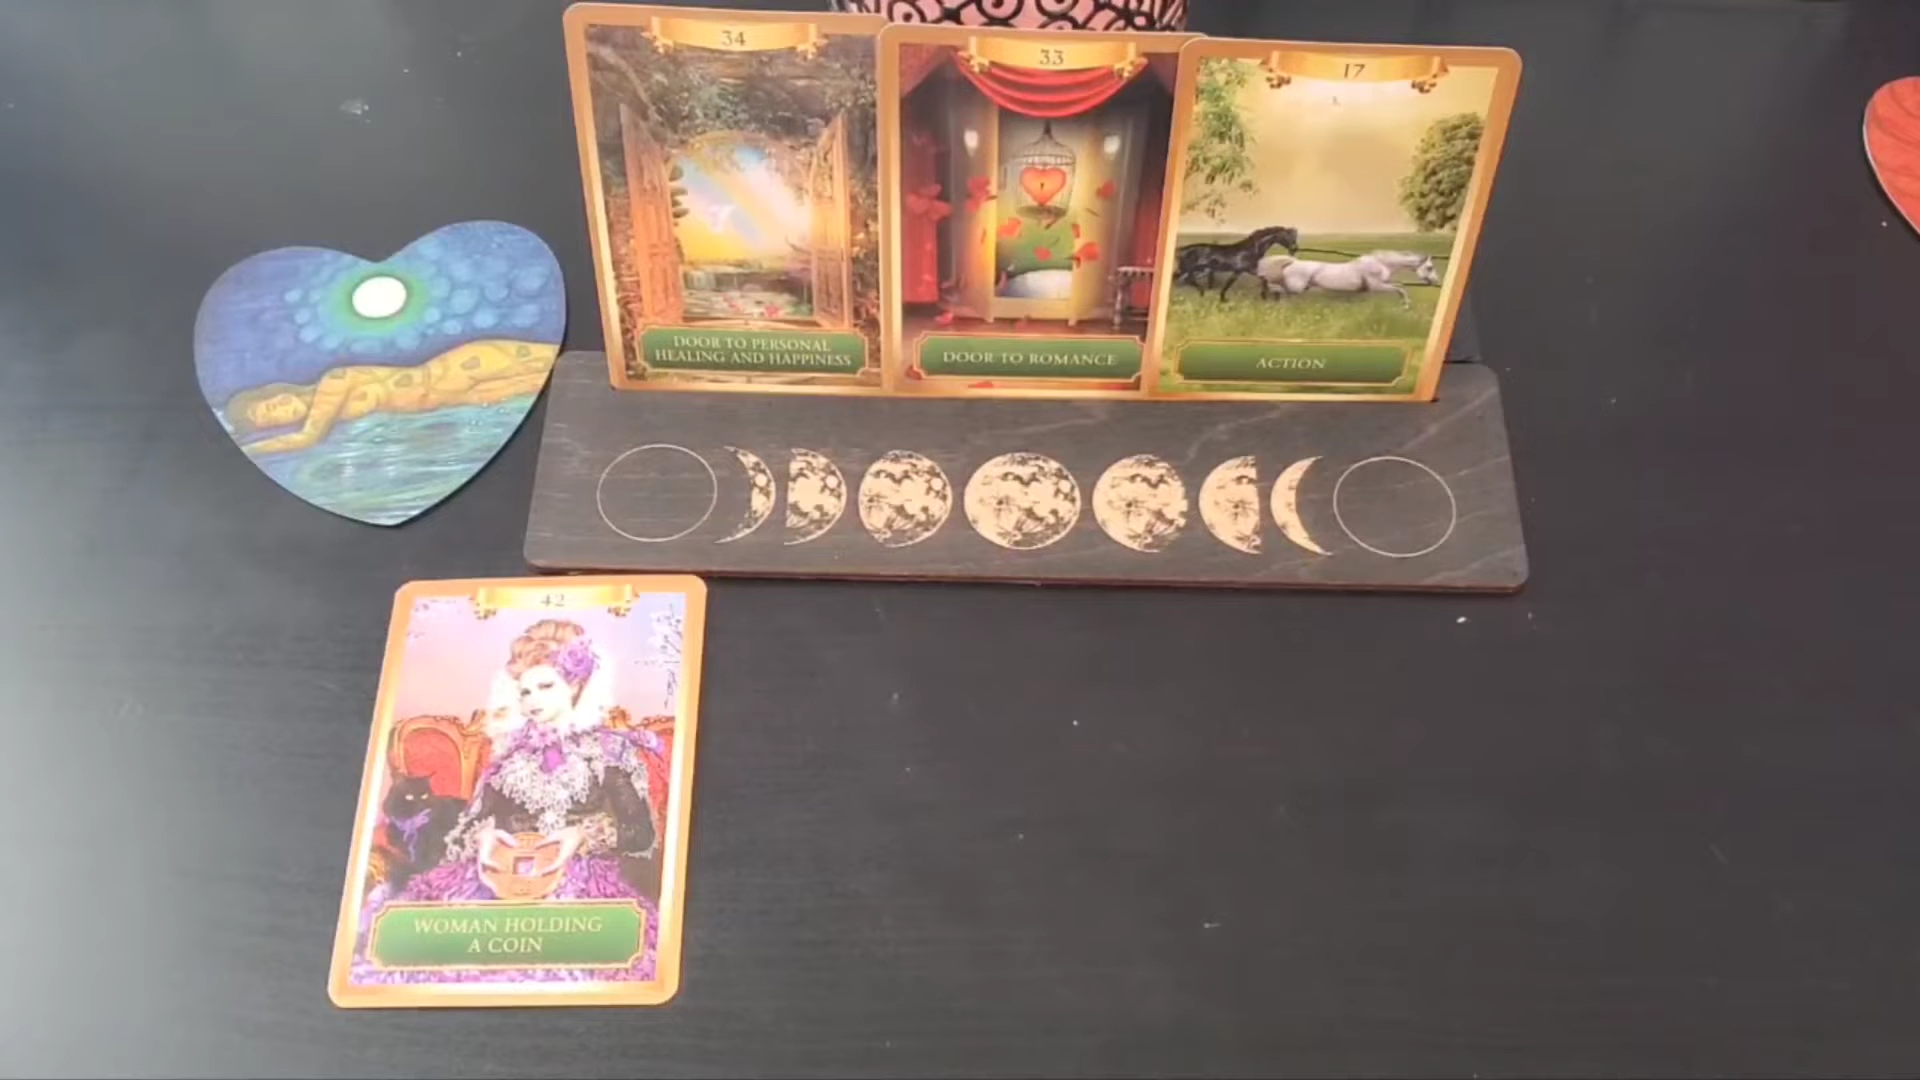 34
DOOR TO PERSONAL
HEALING AND HAPPINESS
33
DOOR TO ROMANCE
17
ACTION
42
WOMAN HOLDING
A COIN